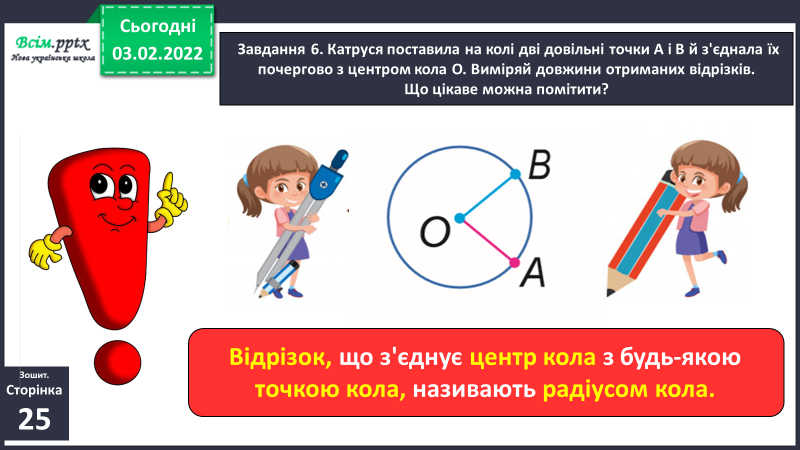 Сьогодні
03.02.2022
Всім.pptx
Нова українська школа
Завдання 6. Катруся поставила на колі дві довільні точки А і В й з'єднала їх
почергово з центром кола О. Виміряй довжини отриманих відрізків.
Що цікаве можна помітити?
B
O
A
Відрізок, що з'єднує центр кола з будь-якою
точкою кола, називають радіусом кола.
Зошит.
Сторінка
25